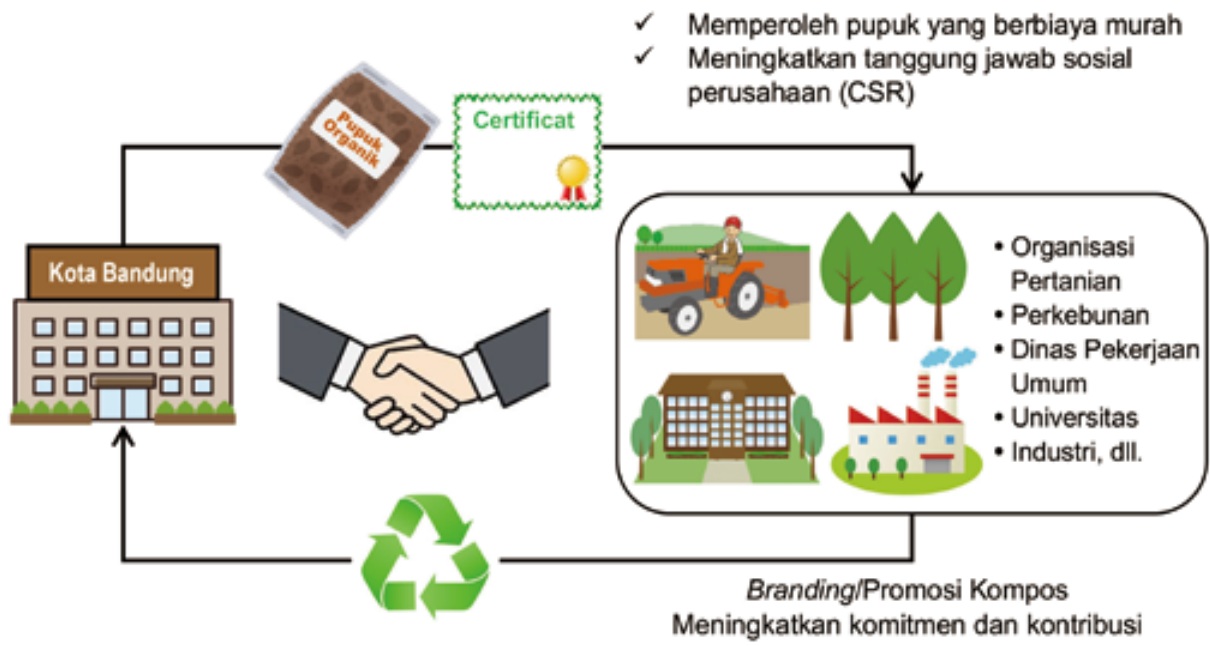 ✓ Memperoleh pupuk yang berbiaya murah
✓ Meningkatkan tanggung jawab sosial
perusahaan (CSR)
Pupuk
Organik
Certificat
Kota Bandung
• Organisasi
Pertanian
• Perkebunan
• Dinas Pekerjaan
Umum
• Universitas
• Industri, dll.
Branding/Promosi Kompos
Meningkatkan komitmen dan kontribusi